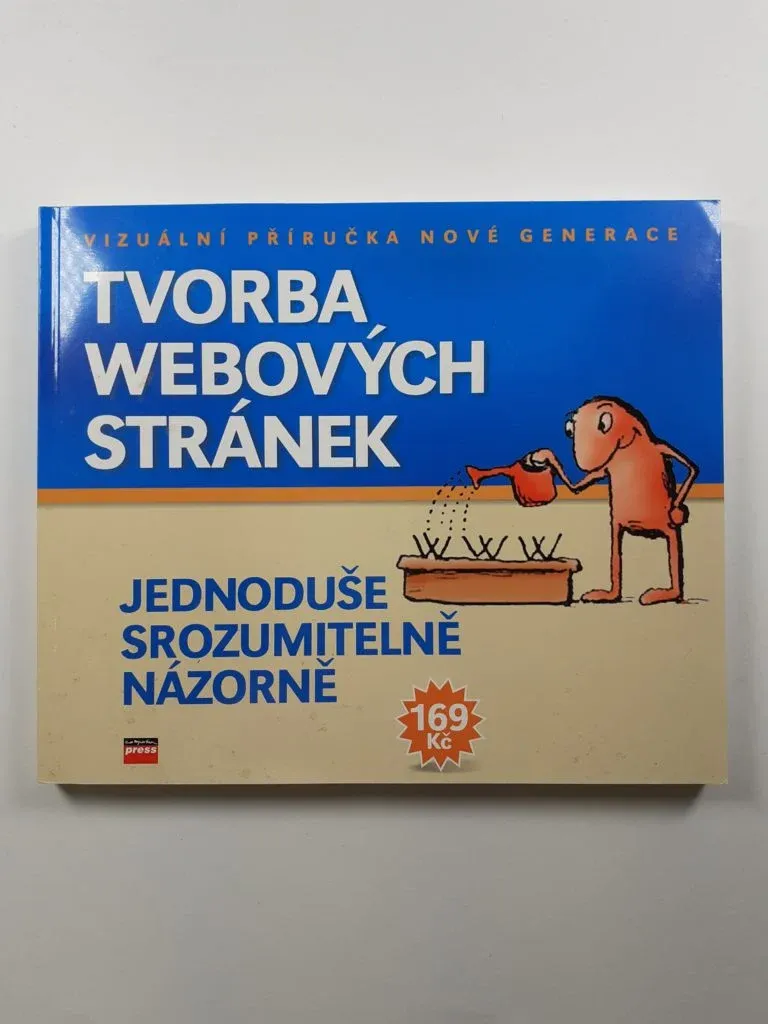 VIZUÁLNÍ PŘÍRUČKA NOVÉ GENERACE
TVORBA
WEBOVÝCH
STRÁNEK
JEDNODUŠE
SROZUMITELNĚ
NÁZORNĚ
169
Kč
press